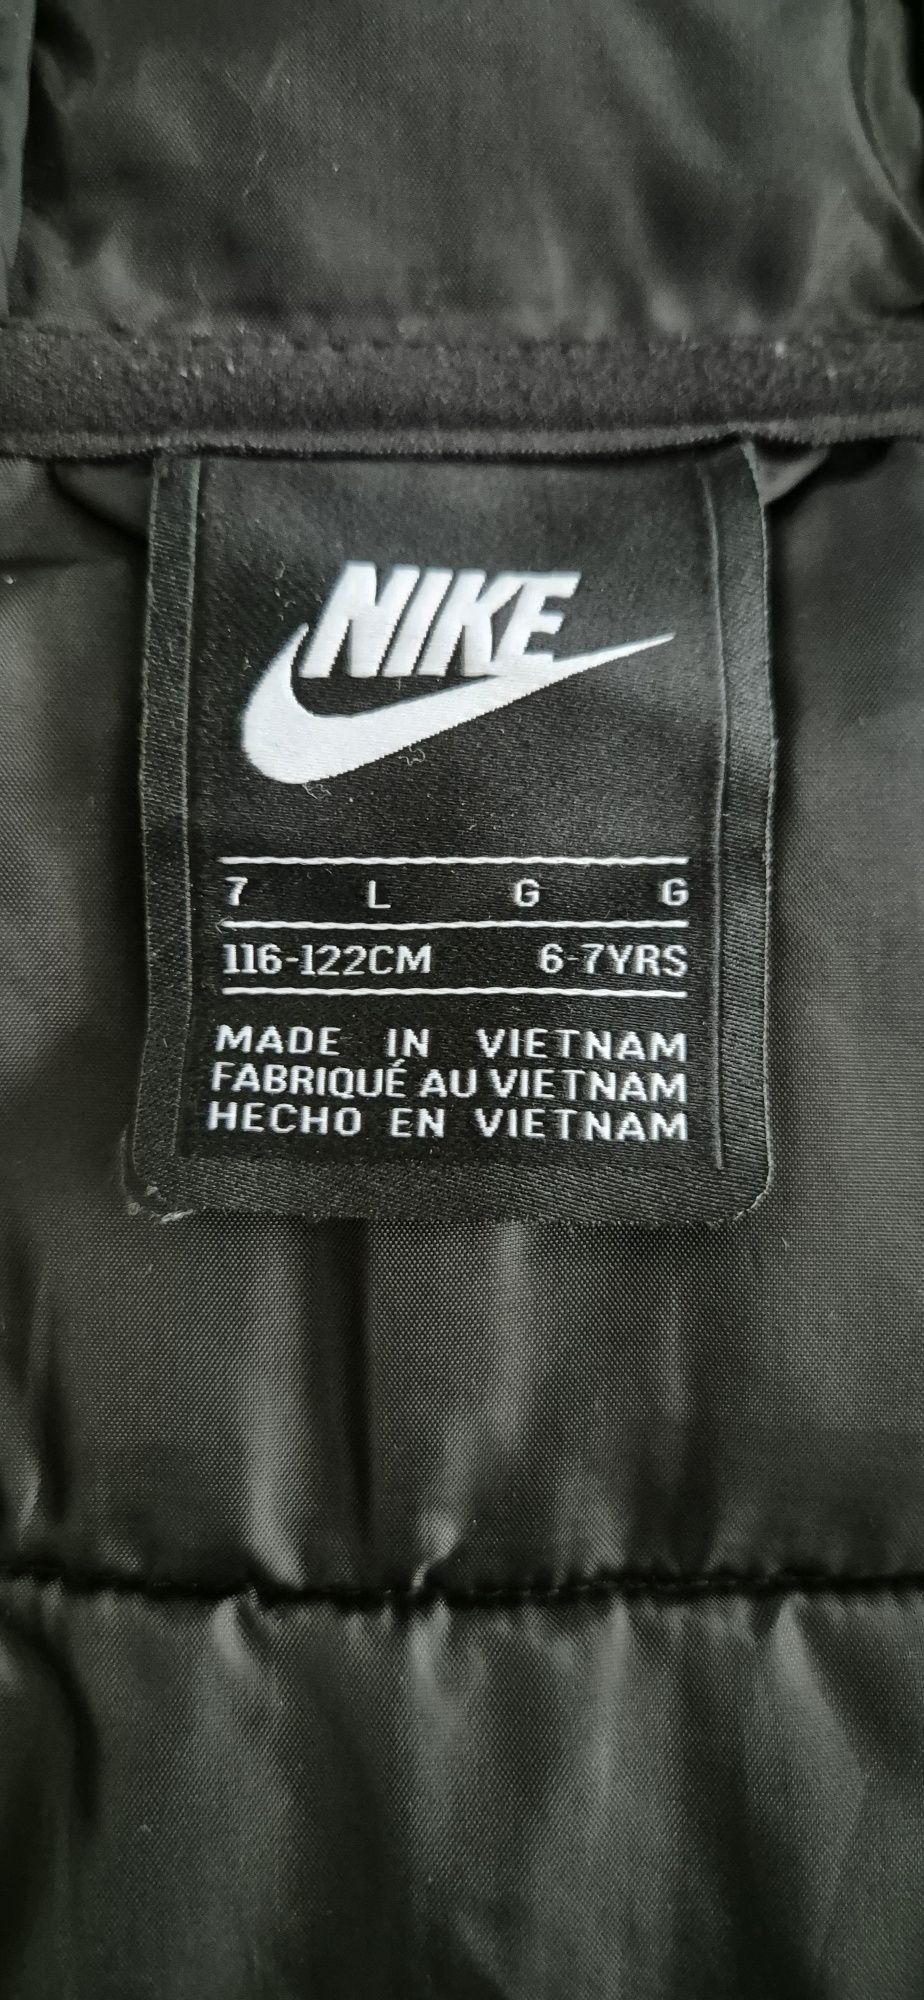 NIKE
7 L G G
116-122CM 6-7YRS
MADE IN VIETNAM
FABRIQUÉ AU VIETNAM
HECHO EN VIETNAM